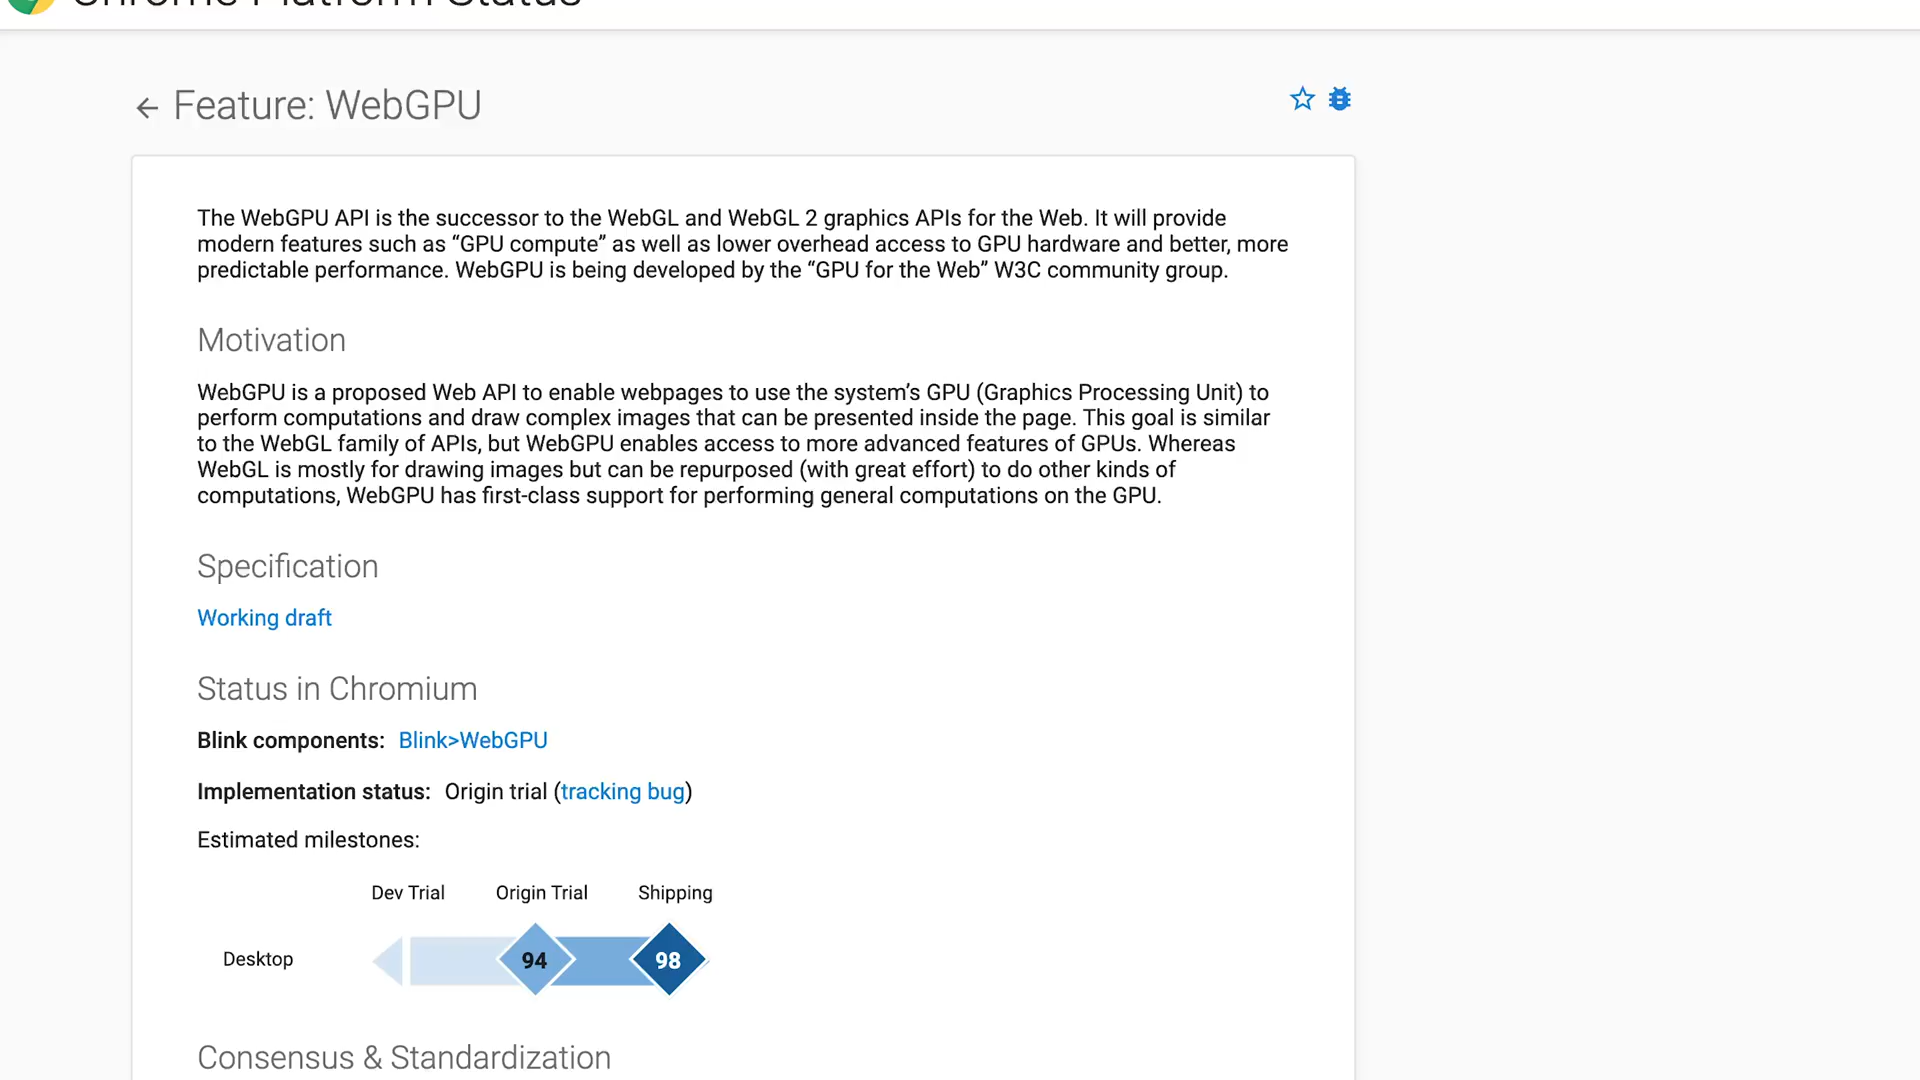 Chrome Platform Status
Feature: WebGPU
The WebGPU API is the successor to the WebGL and WebGL 2 graphics APIs for the Web. It will provide
modern features such as “GPU compute” as well as lower overhead access to GPU hardware and better, more
predictable performance. WebGPU is being developed by the “GPU for the Web” W3C community group.
Motivation
WebGPU is a proposed Web API to enable webpages to use the system’s GPU (Graphics Processing Unit) to
perform computations and draw complex images that can be presented inside the page. This goal is similar
to the WebGL family of APIs, but WebGPU enables access to more advanced features of GPUs. Whereas
WebGL is mostly for drawing images but can be repurposed (with great effort) to do other kinds of
computations, WebGPU has first-class support for performing general computations on the GPU.
Specification
Working draft
Status in Chromium
Blink components: Blink>WebGPU
Implementation status: Origin trial (tracking bug)
Estimated milestones:
Dev Trial Origin Trial Shipping
Desktop 94 98
Consensus & Standardization